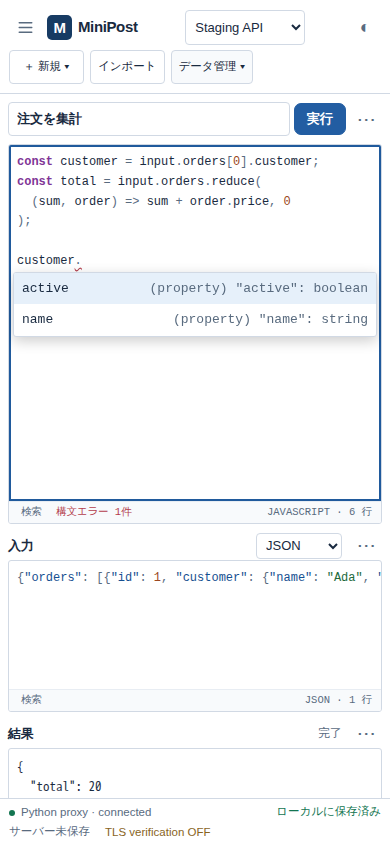 M MiniPost Staging API
＋ 新規 ▾ インポート データ管理 ▾
注文を集計 実行 ···
const customer = input.orders[0].customer;
const total = input.orders.reduce(
(sum, order) => sum + order.price, 0
);
customer.
active (property) "active": boolean
name (property) "name": string
検索 構文エラー 1件 JAVASCRIPT · 6 行
入力 JSON ···
{"orders": [{"id": 1, "customer": {"name": "Ada", "
検索 JSON · 1 行
結果 完了 ···
{
"total": 20
Python proxy · connected ローカルに保存済み
サーバー未保存 TLS verification OFF